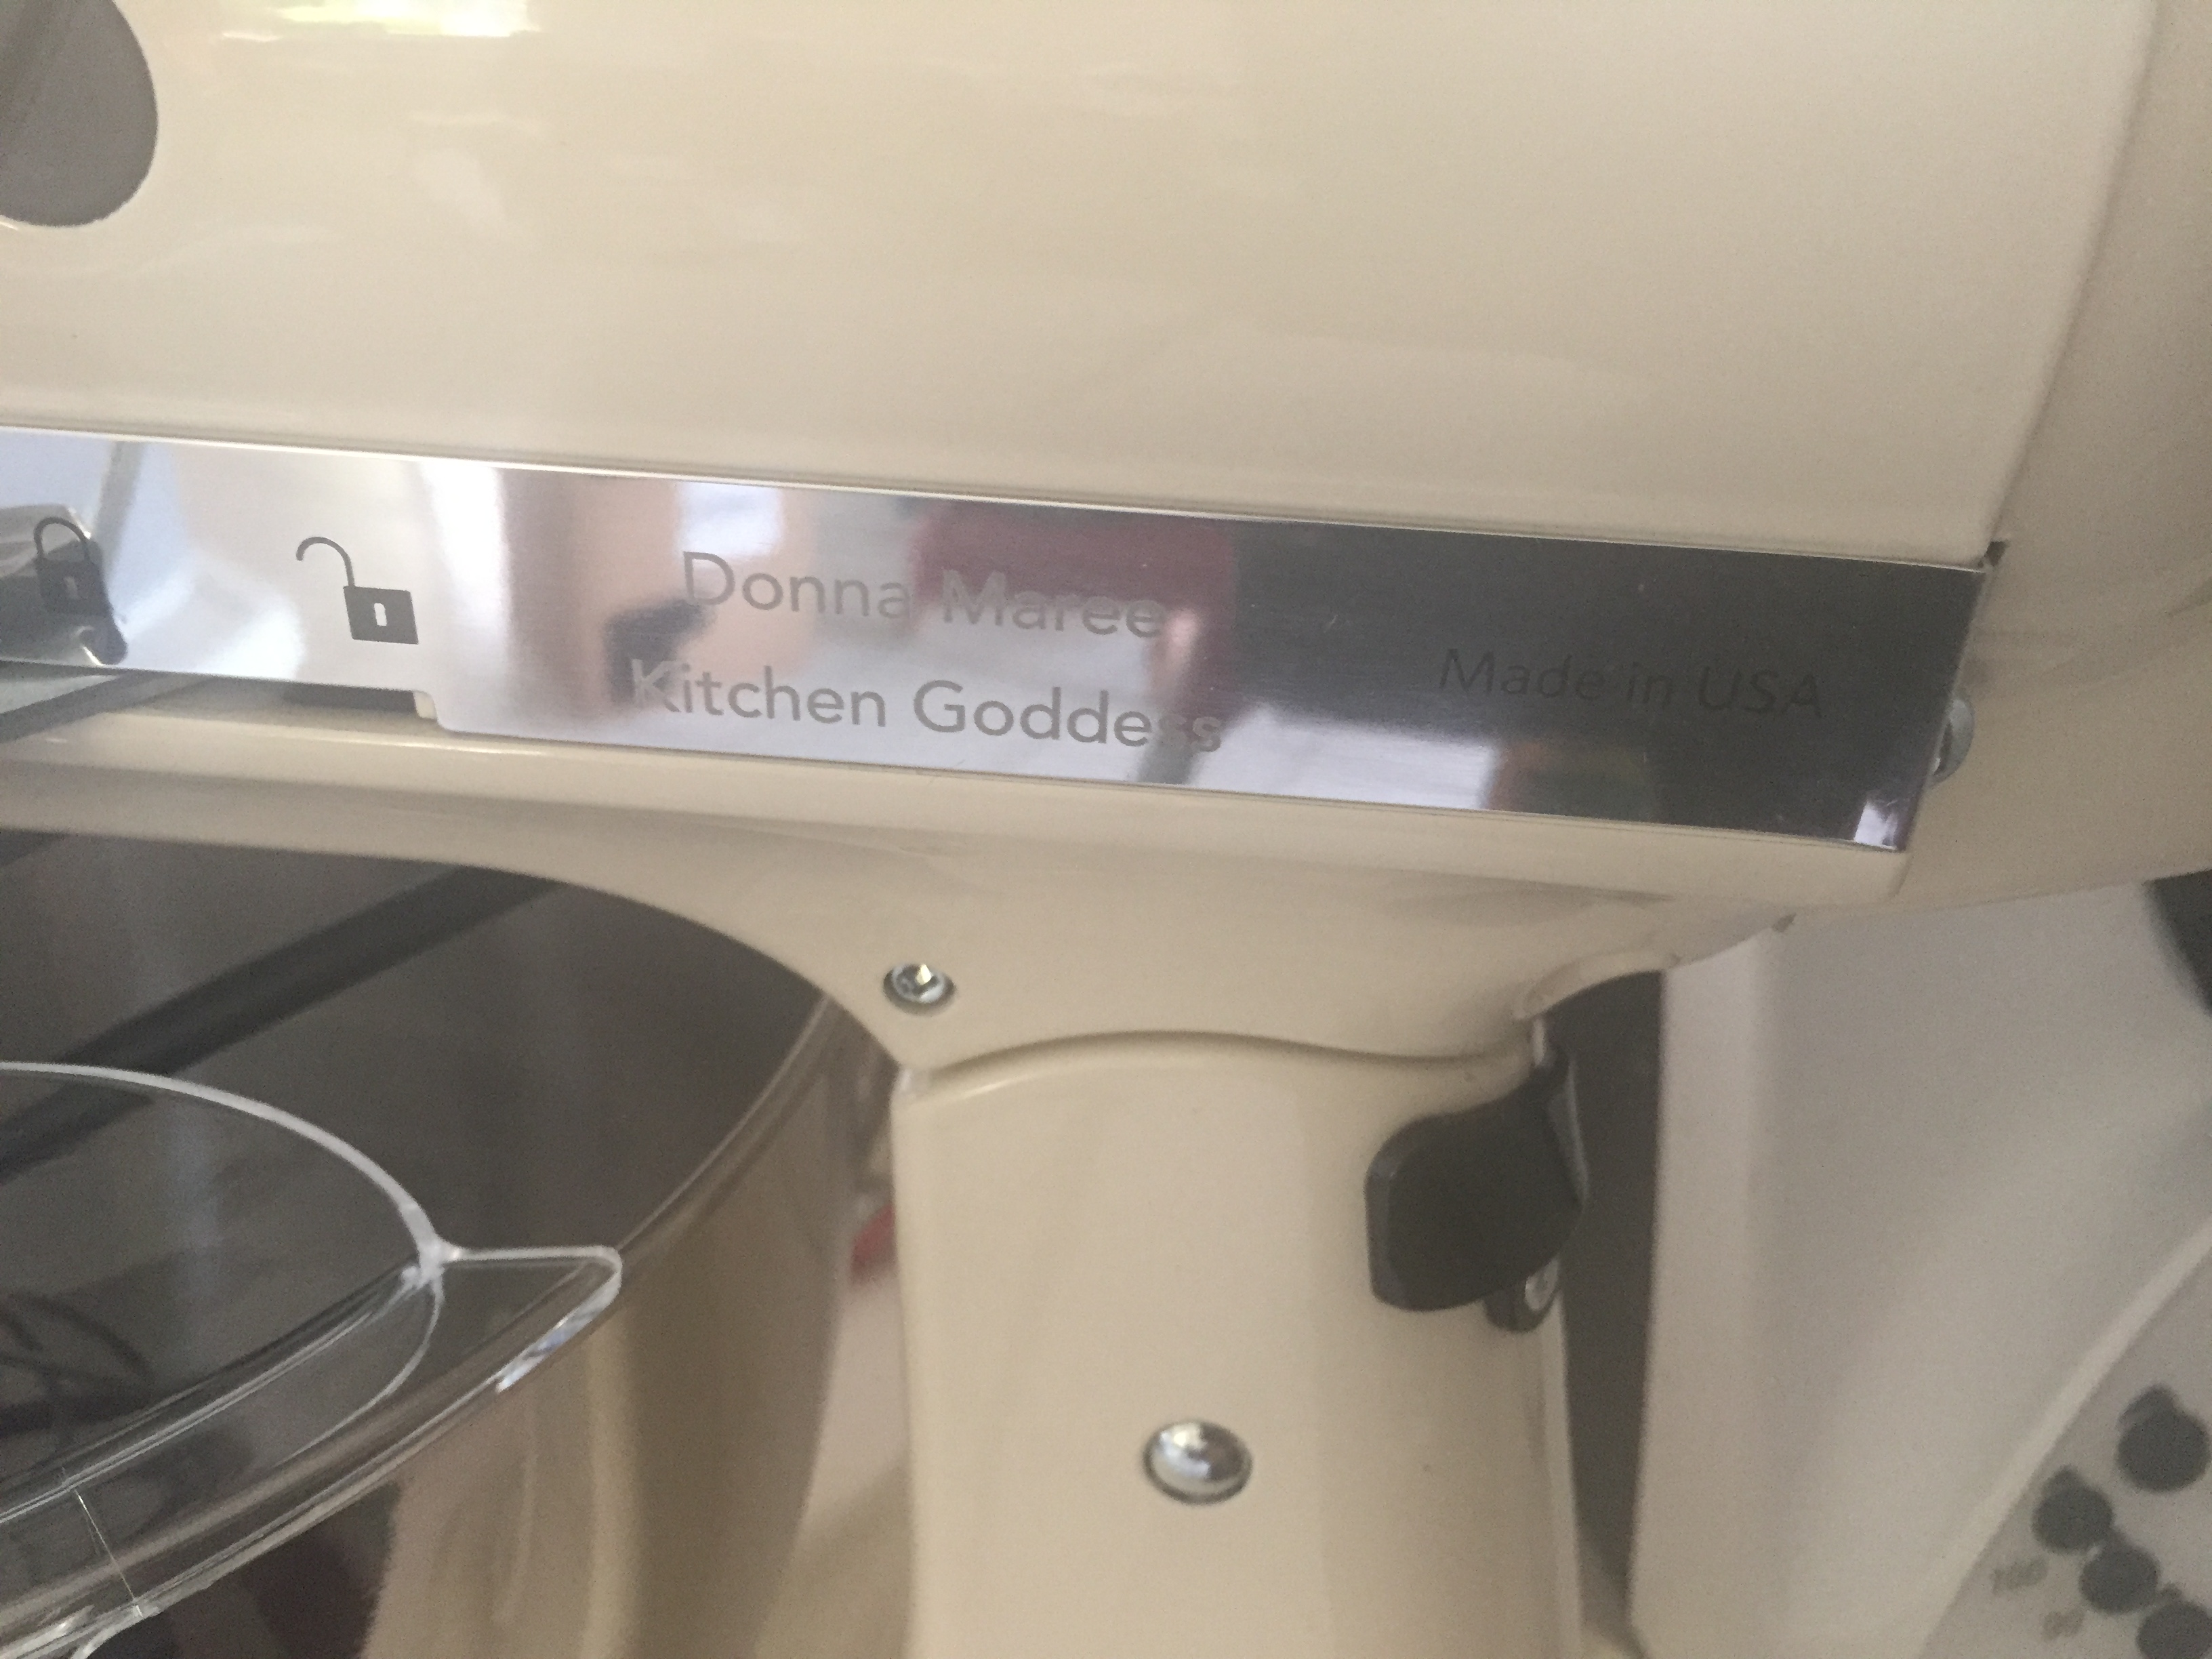 Donna Maree
Kitchen Goddess
Made in USA